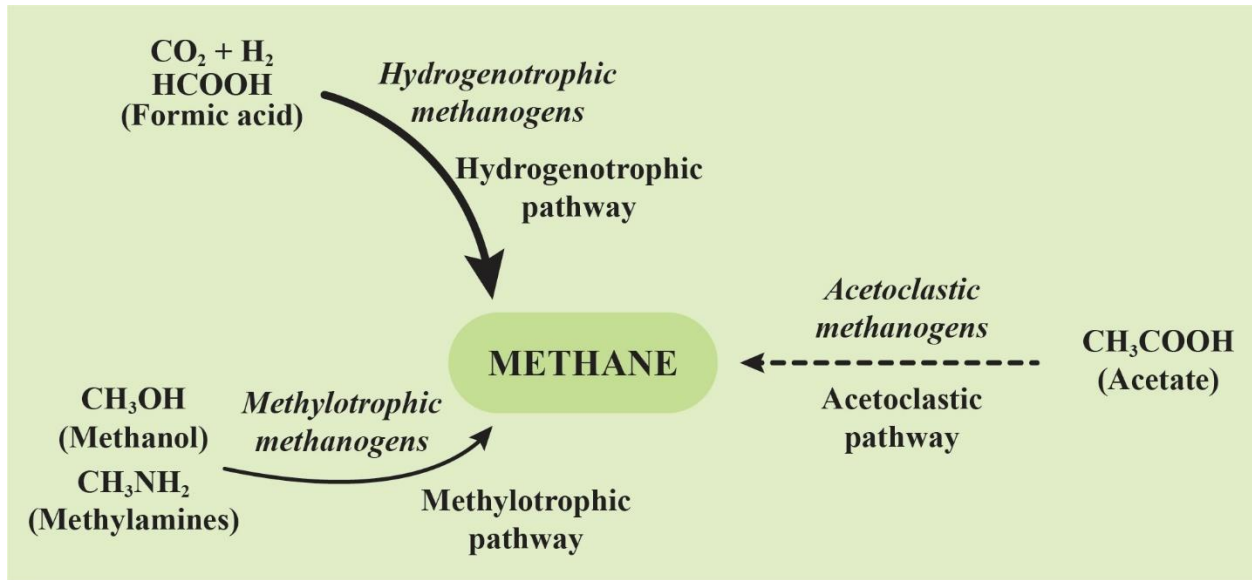 CO₂ + H₂
HCOOH
(Formic acid)
Hydrogenotrophic
methanogens
Hydrogenotrophic
pathway
METHANE
Acetoclastic
methanogens
CH₃COOH
(Acetate)
Acetoclastic
pathway
CH₃OH
(Methanol)
CH₃NH₂
(Methylamines)
Methylotrophic
methanogens
Methylotrophic
pathway